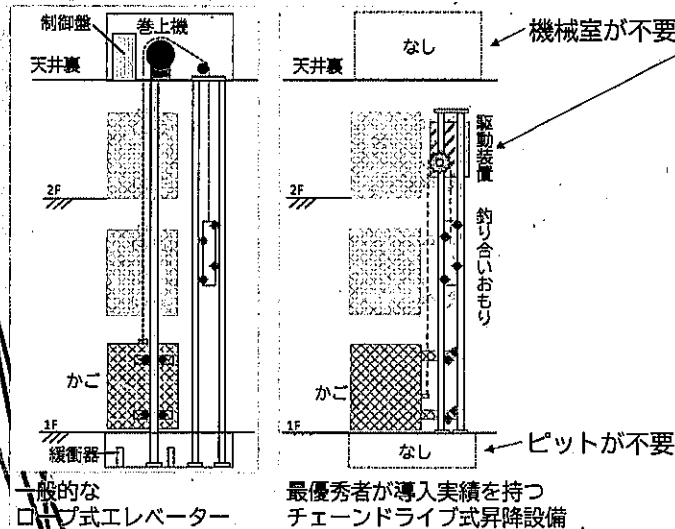 制御盤
巻上機
天井裏
2F
かご
1F
緩衝器
一般的な
ロープ式エレベーター
なし
機械室が不要
天井裏
駆動装置
2F
釣り合いおもり
かご
1F
なし
ピットが不要
最優秀者が導入実績を持つ
チェーンドライブ式昇降設備